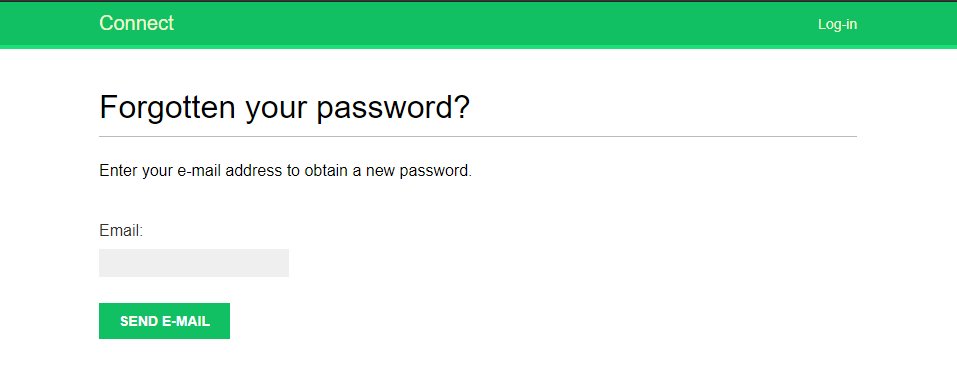 Connect
Log-in
Forgotten your password?
Enter your e-mail address to obtain a new password.
Email:
SEND E-MAIL